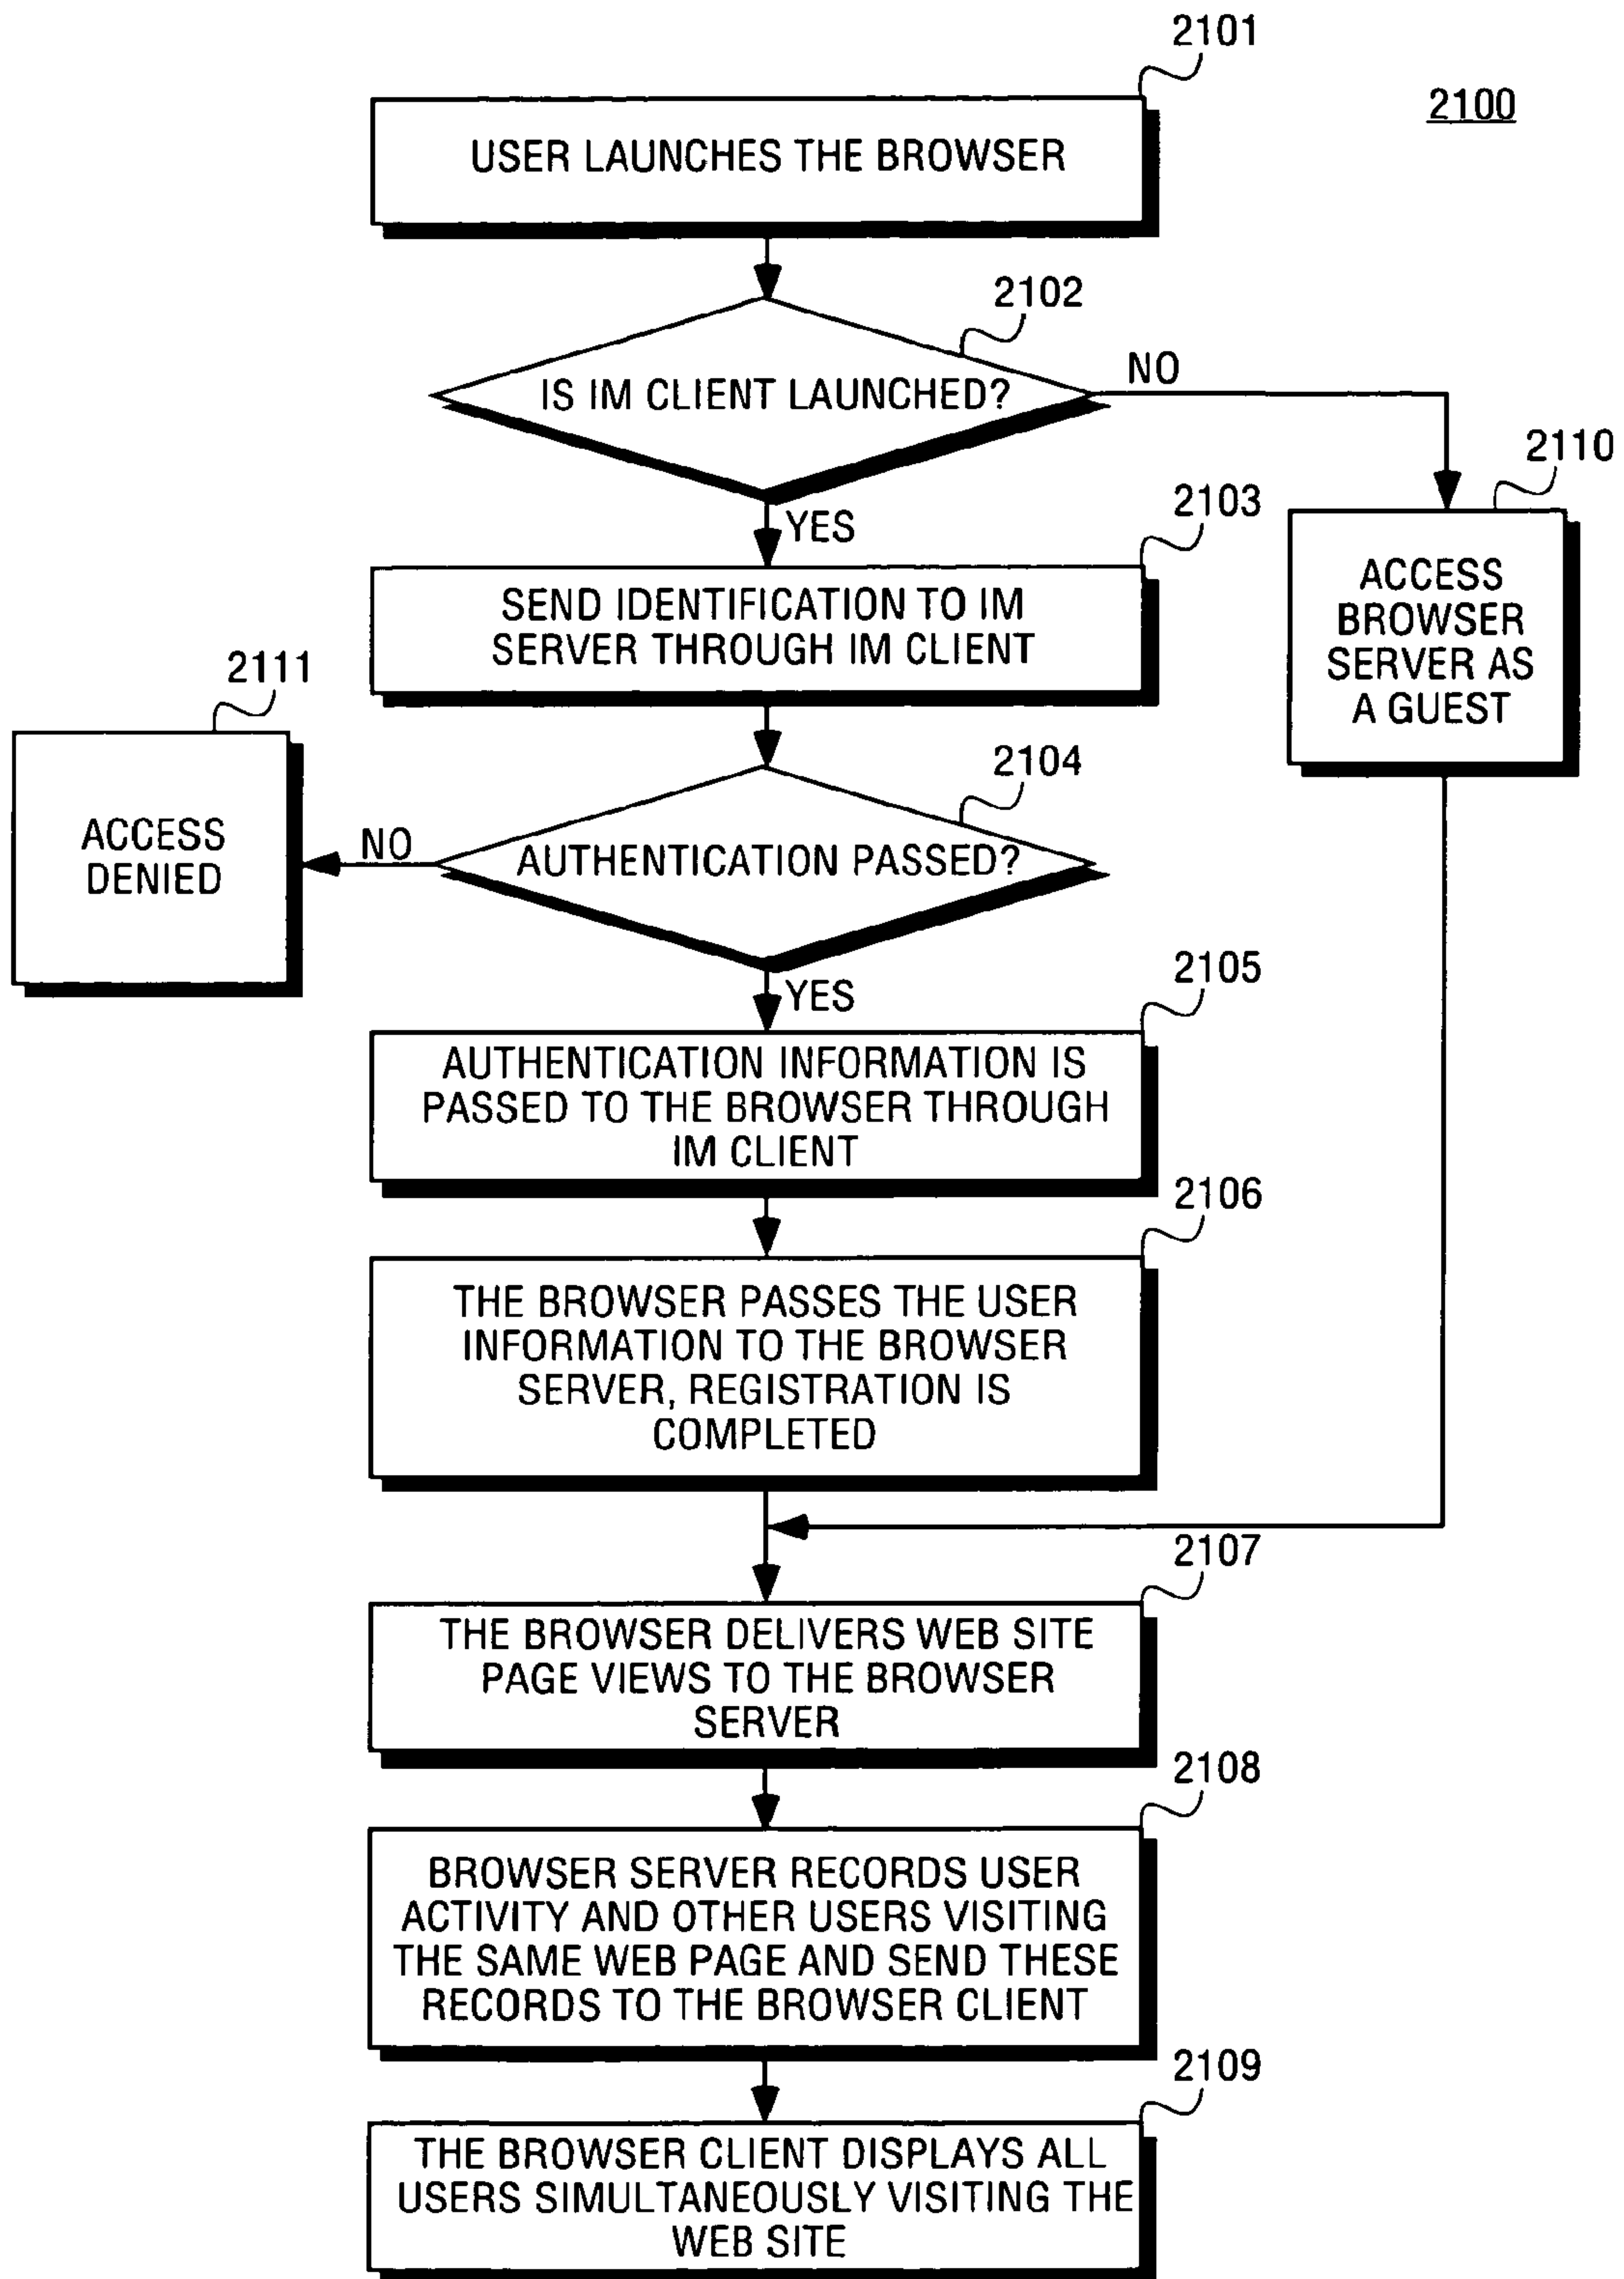 2101
2100
USER LAUNCHES THE BROWSER
2102
IS IM CLIENT LAUNCHED?
NO
2110
ACCESS
BROWSER
SERVER AS
A GUEST
YES
2103
SEND IDENTIFICATION TO IM
SERVER THROUGH IM CLIENT
2111
ACCESS
DENIED
NO
2104
AUTHENTICATION PASSED?
YES
2105
AUTHENTICATION INFORMATION IS
PASSED TO THE BROWSER THROUGH
IM CLIENT
2106
THE BROWSER PASSES THE USER
INFORMATION TO THE BROWSER
SERVER, REGISTRATION IS
COMPLETED
2107
THE BROWSER DELIVERS WEB SITE
PAGE VIEWS TO THE BROWSER
SERVER
2108
BROWSER SERVER RECORDS USER
ACTIVITY AND OTHER USERS VISITING
THE SAME WEB PAGE AND SEND THESE
RECORDS TO THE BROWSER CLIENT
2109
THE BROWSER CLIENT DISPLAYS ALL
USERS SIMULTANEOUSLY VISITING THE
WEB SITE